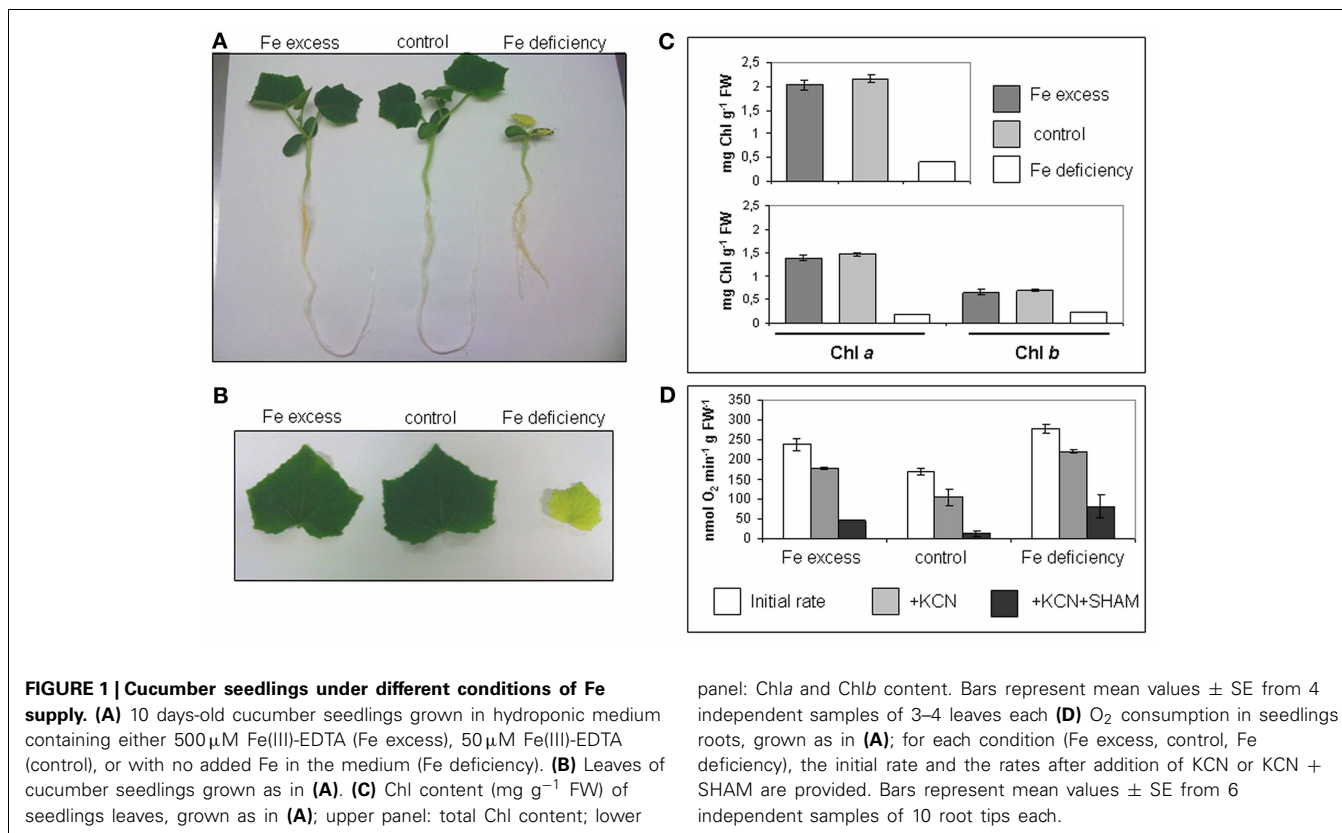 A
Fe excess control Fe deficiency
B
Fe excess control Fe deficiency
C
mg Chl g-1 FW
2,5
2
1,5
1
0,5
0
Fe excess
control
Fe deficiency
mg Chl g-1 FW
2,5
2
1,5
1
0,5
0
Chl a Chl b
D
nmol O2 min-1 g FW-1
350
300
250
200
150
100
50
0
Fe excess control Fe deficiency
Initial rate +KCN +KCN+SHAM
FIGURE 1 | Cucumber seedlings under different conditions of Fe
supply. (A) 10 days-old cucumber seedlings grown in hydroponic medium
containing either 500 μM Fe(III)-EDTA (Fe excess), 50 μM Fe(III)-EDTA
(control), or with no added Fe in the medium (Fe deficiency). (B) Leaves of
cucumber seedlings grown as in (A). (C) Chl content (mg g−1 FW) of
seedlings leaves, grown as in (A); upper panel: total Chl content; lower
panel: Chla and Chlb content. Bars represent mean values ± SE from 4
independent samples of 3–4 leaves each (D) O2 consumption in seedlings
roots, grown as in (A); for each condition (Fe excess, control, Fe
deficiency), the initial rate and the rates after addition of KCN or KCN +
SHAM are provided. Bars represent mean values ± SE from 6
independent samples of 10 root tips each.